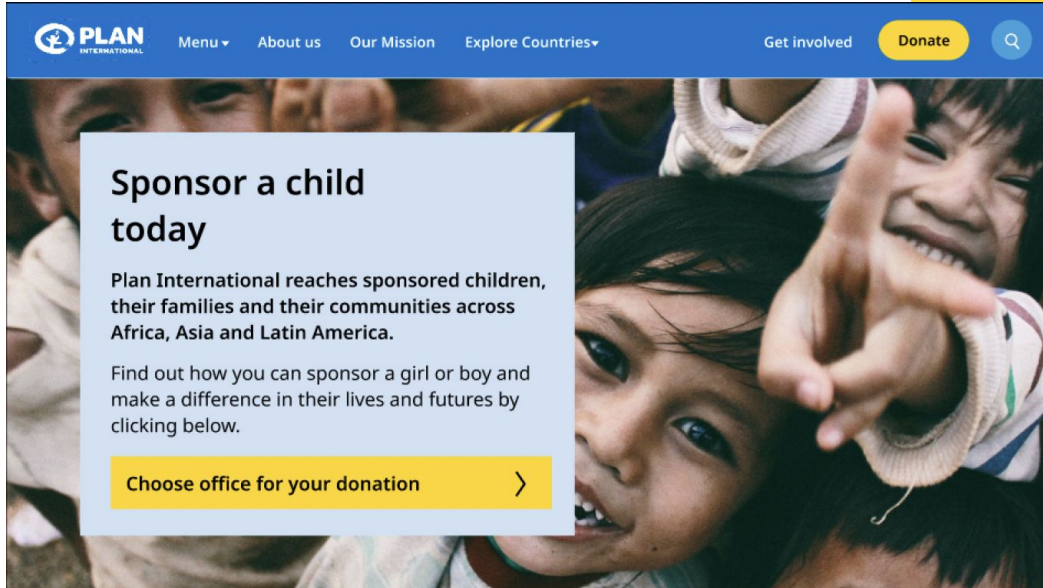 PLAN
INTERNATIONAL
Menu About us Our Mission Explore Countries Get involved Donate
Sponsor a child
today
Plan International reaches sponsored children,
their families and their communities across
Africa, Asia and Latin America.
Find out how you can sponsor a girl or boy and
make a difference in their lives and futures by
clicking below.
Choose office for your donation